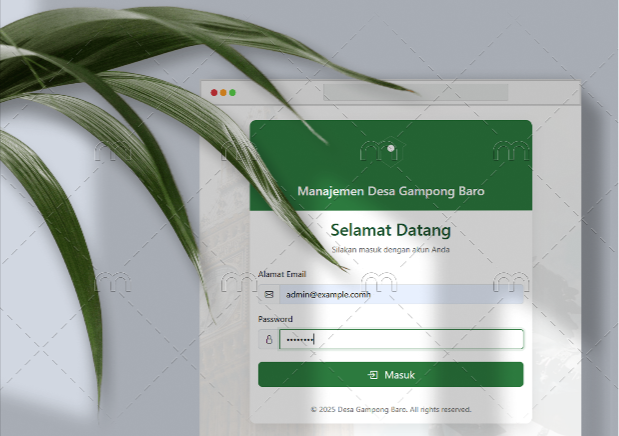 Manajemen Desa Gampong Baro
Selamat Datang
Silakan masuk dengan akun Anda
Alamat Email
admin@example.comh
Password
••••••••
Masuk
© 2025 Desa Gampong Baro. All rights reserved.